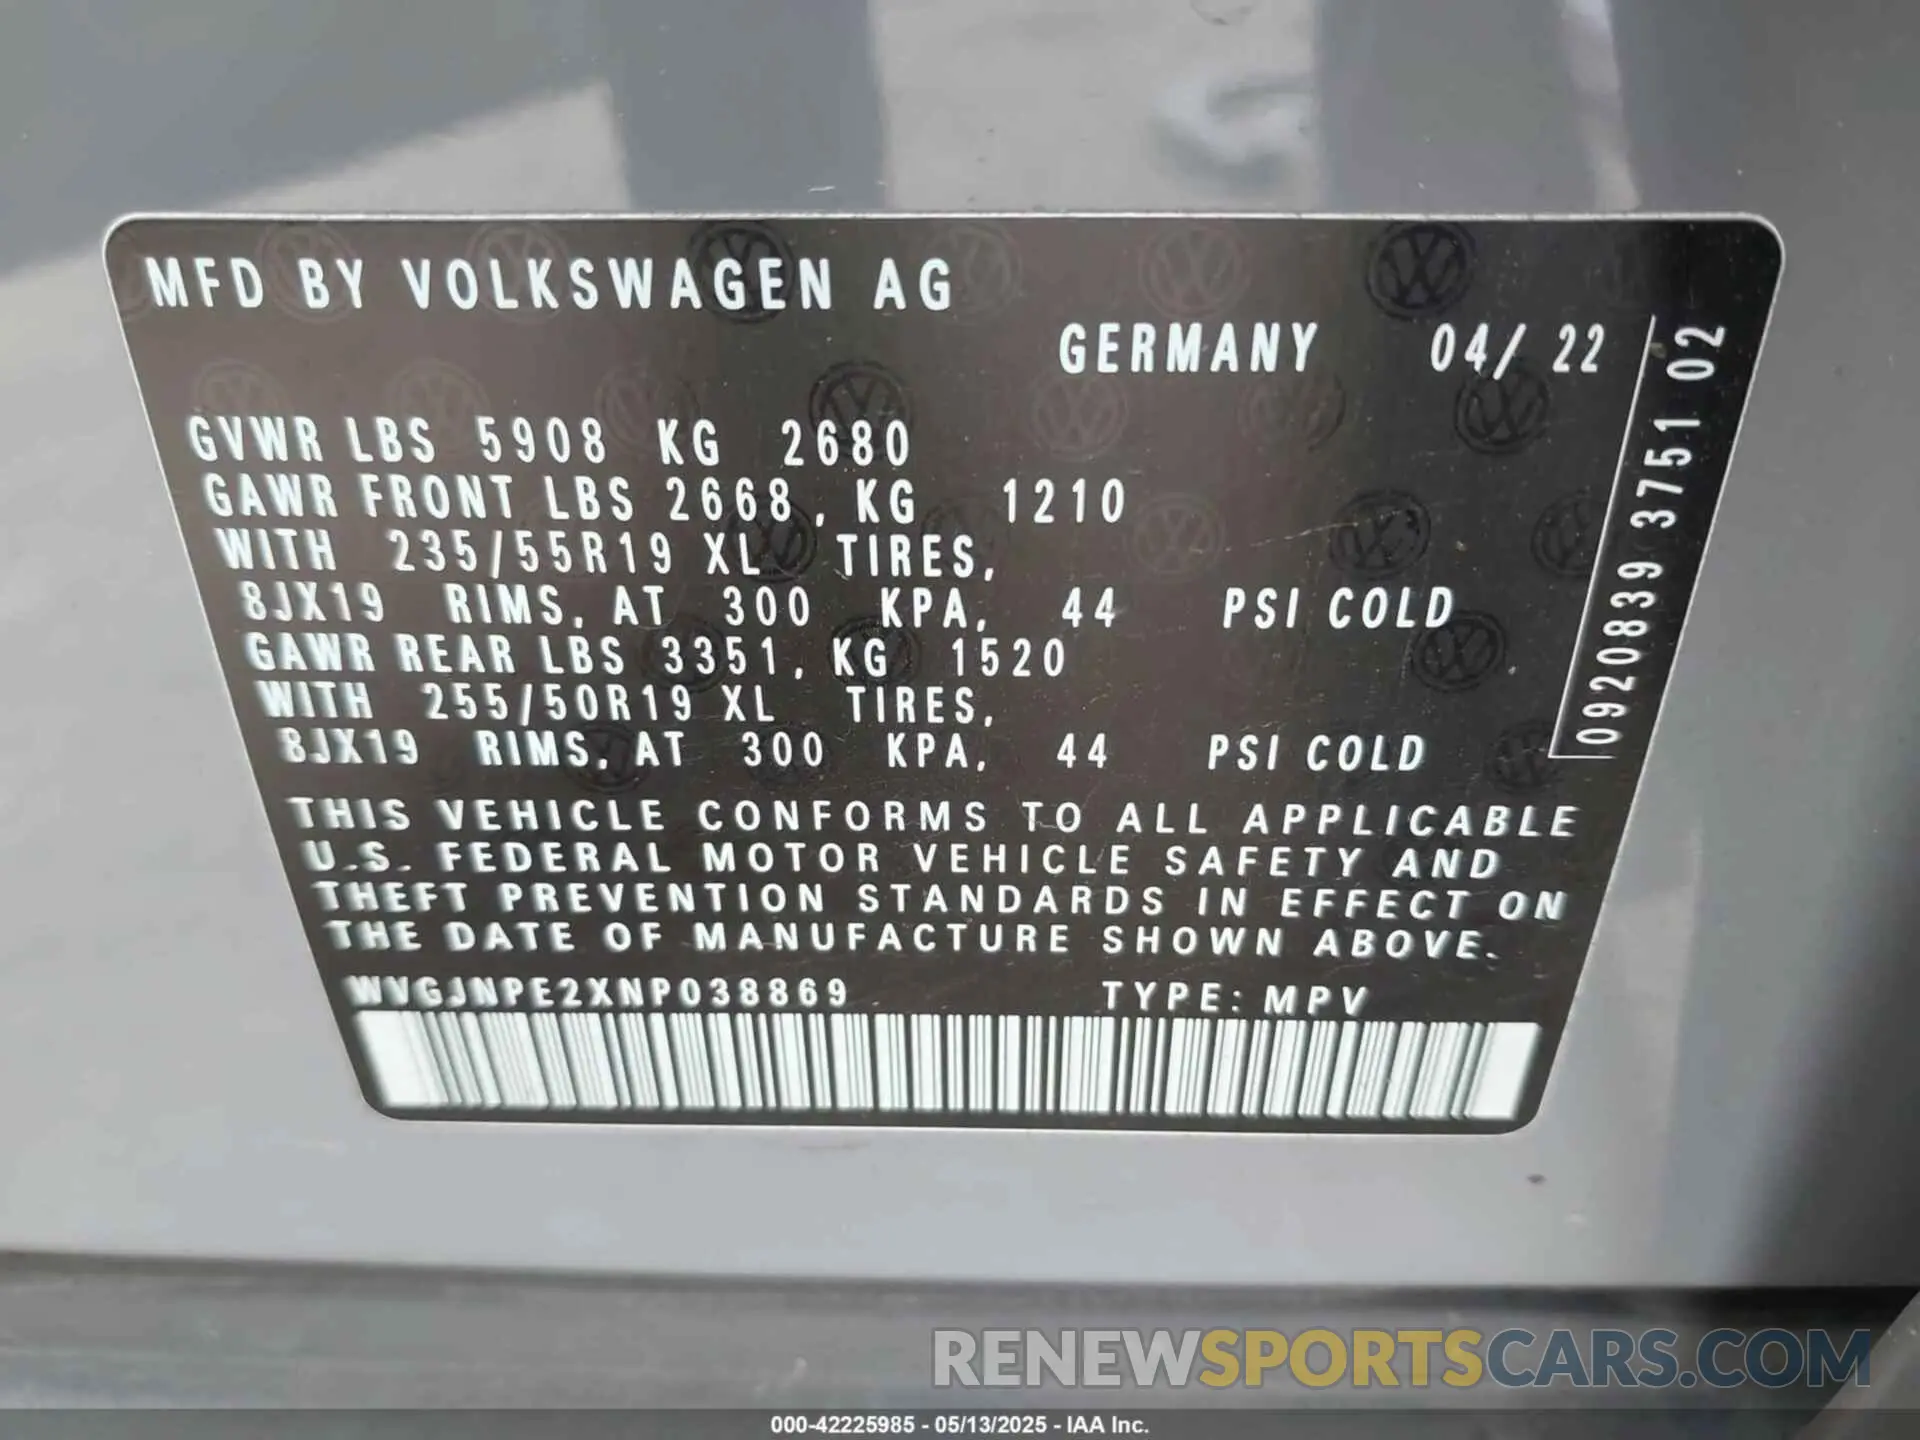 MFD BY VOLKSWAGEN AG
GERMANY 04/ 22
GVWR LBS 5908 KG 2680
GAWR FRONT LBS 2668, KG 1210
WITH 235/55R19 XL TIRES,
8JX19 RIMS, AT 300 KPA, 44 PSI COLD
GAWR REAR LBS 3351, KG 1520
WITH 255/50R19 XL TIRES,
8JX19 RIMS, AT 300 KPA, 44 PSI COLD
THIS VEHICLE CONFORMS TO ALL APPLICABLE
U.S. FEDERAL MOTOR VEHICLE SAFETY AND
THEFT PREVENTION STANDARDS IN EFFECT ON
THE DATE OF MANUFACTURE SHOWN ABOVE.
WVGJNPE2XNP038869 TYPE: MPV
0920839 3751 02
RENEWSPORTSCARS.COM
000-42225985 - 05/13/2025 - IAA Inc.